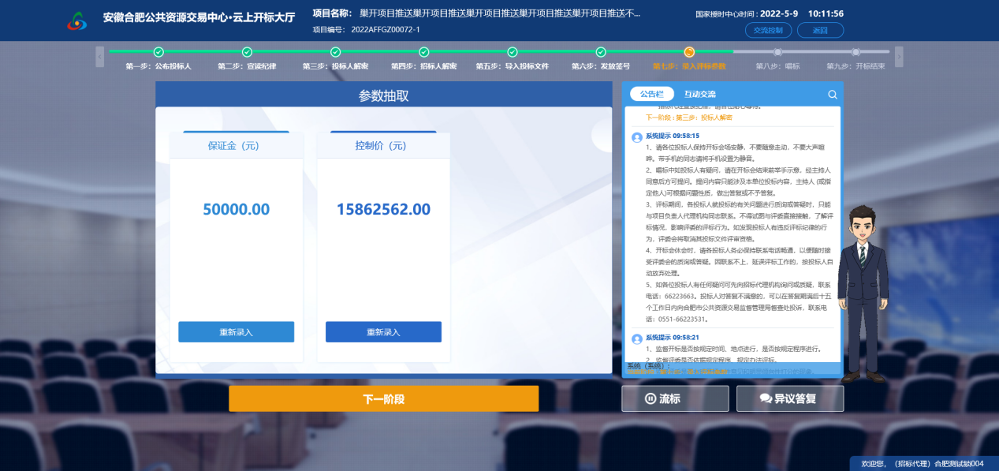 安徽合肥公共资源交易中心·云上开标大厅
项目名称： 巢开项目推送巢开项目推送巢开项目推送巢开项目推送巢开项目推送不...
项目编号： 2022AFFGZ00072-1
国家授时中心时间：2022-5-9 10:11:56
交流控制 返回
第一步：公布投标人 第二步：宣读纪律 第三步：投标人解密 第四步：招标人解密 第五步：导入投标文件 第六步：发放签号 第七步：录入评标参数 第八步：唱标 第九步：开标结束
参数抽取
保证金（元） 控制价（元）
50000.00 15862562.00
重新录入 重新录入
下一阶段
公告栏 互动交流
下一阶段：第三步：投标人解密
系统提示 09:58:15
1、请各位投标人保持开标会场安静，不要随意走动，不要大声喧
哗。带手机的同志请将手机设置为静音。
2、唱标中如投标人有疑问，请在开标会结束前举手示意，经主持人
同意后方可提问。提问内容只能涉及本单位投标内容，主持人 (或指
定他人)可根据问题性质，做出答复或不予答复。
3、评标期间，各投标人就投标的有关问题进行质询或答疑时，只能
与项目负责人代理机构同志联系。不得试图与评委直接接触，了解评
标情况，影响评委的评标行为。如发现投标人有违反评标纪律的行
为，评委会将取消其投标文件评审资格。
4、开标会休会时，请各投标人务必保持联系电话畅通，以便随时接
受评委会的质询或答疑。因联系不上，延误评标工作的，按投标人自
动放弃处理。
5、如各位投标人有任何疑问可先向招标代理机构询问或质疑，联系
电话：66223663。投标人对答复不满意的，可以在答复期满后十五
个工作日内向合肥市公共资源交易监督管理局督查处投诉，联系电
话：0551-66223531。
系统提示 09:58:21
1、监督开标是否按规定时间、地点进行，是否按规定程序进行。
2、监督评委是否依据规定程序、规定办法评标。
系统（系统）：
流标 异议答复
欢迎您，（招标代理）合肥测试锁004